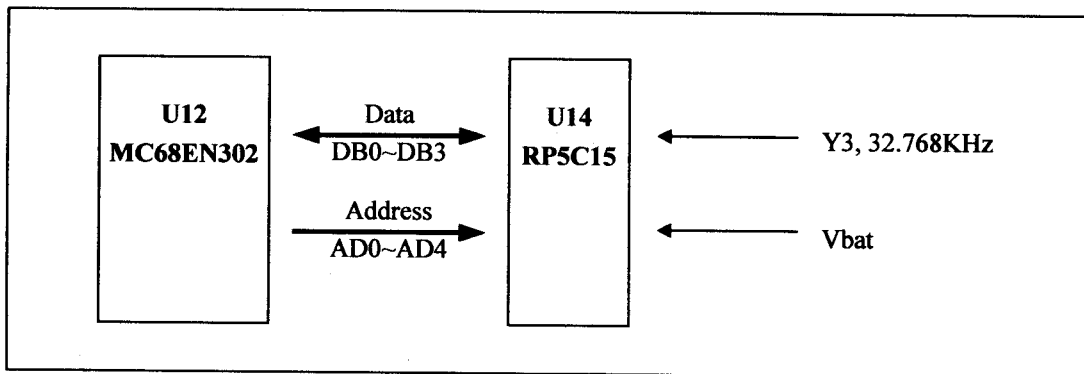 U12
MC68EN302
Data
DB0~DB3
Address
AD0~AD4
U14
RP5C15
Y3, 32.768KHz
Vbat